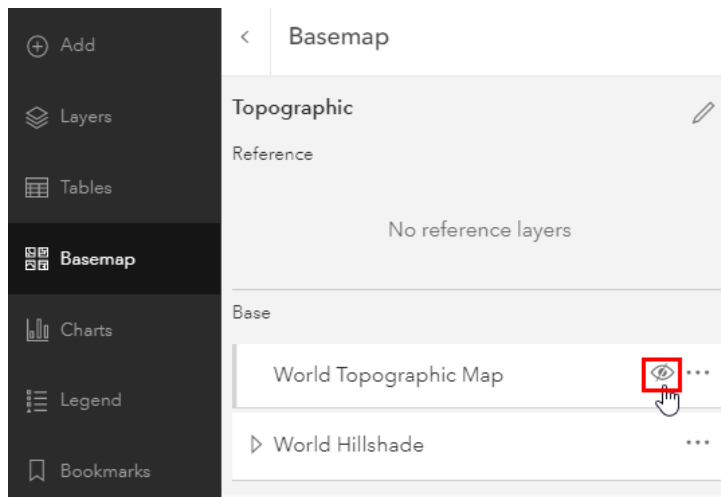 Add
Layers
Tables
Basemap
Charts
Legend
Bookmarks
Basemap
Topographic
Reference
No reference layers
Base
World Topographic Map
World Hillshade